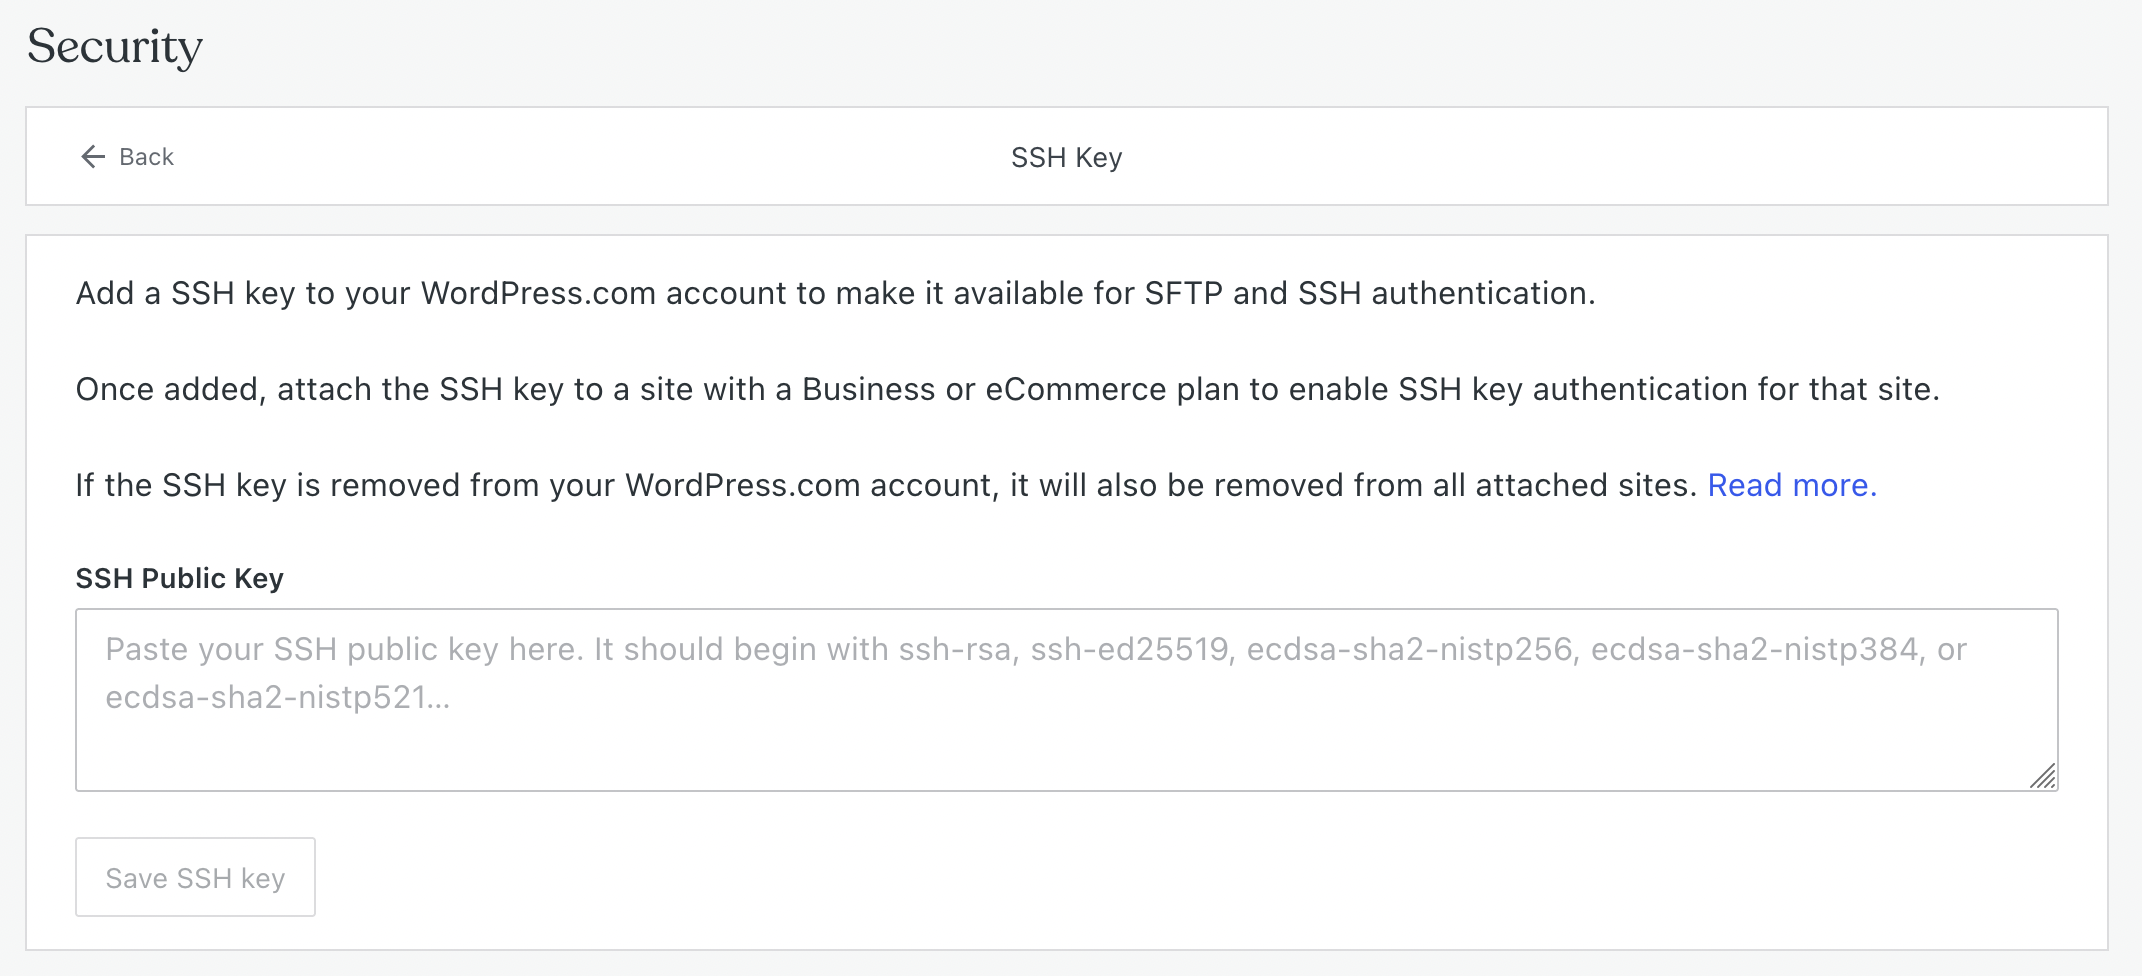 Security
Back
SSH Key
Add a SSH key to your WordPress.com account to make it available for SFTP and SSH authentication.
Once added, attach the SSH key to a site with a Business or eCommerce plan to enable SSH key authentication for that site.
If the SSH key is removed from your WordPress.com account, it will also be removed from all attached sites. Read more.
SSH Public Key
Paste your SSH public key here. It should begin with ssh-rsa, ssh-ed25519, ecdsa-sha2-nistp256, ecdsa-sha2-nistp384, or
ecdsa-sha2-nistp521...
Save SSH key